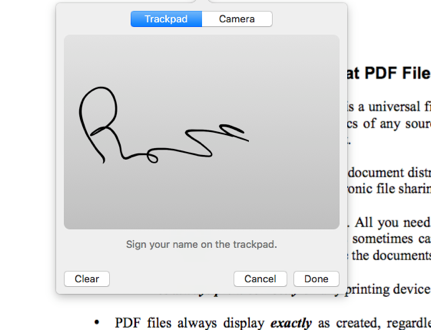 Trackpad Camera
at PDF File
is a universal fi
cs of any sour
document distr
ronic file sharin
Sign your name on the trackpad.
. All you need
sometimes ca
the documents
Clear Cancel Done
printing device
• PDF files always display exactly as created, regardle